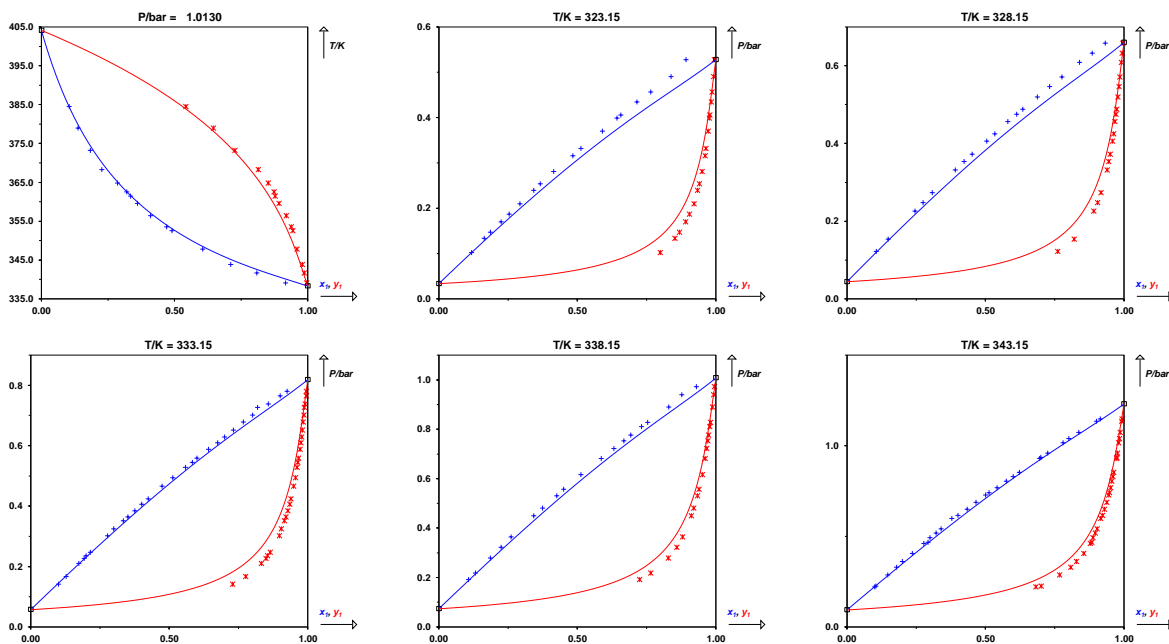 P/bar = 1.0130
T/K = 323.15
T/K = 328.15
405.0
395.0
385.0
375.0
365.0
355.0
345.0
335.0
T/K
0.00
0.50
1.00
x₁, y₁
0.6
0.4
0.2
0.0
P/bar
0.00
0.50
1.00
x₁, y₁
0.6
0.4
0.2
0.0
P/bar
0.00
0.50
1.00
x₁, y₁
T/K = 333.15
T/K = 338.15
T/K = 343.15
0.8
0.6
0.4
0.2
0.0
P/bar
0.00
0.50
1.00
x₁, y₁
1.0
0.8
0.6
0.4
0.2
0.0
P/bar
0.00
0.50
1.00
x₁, y₁
1.0
0.5
0.0
P/bar
0.00
0.50
1.00
x₁, y₁